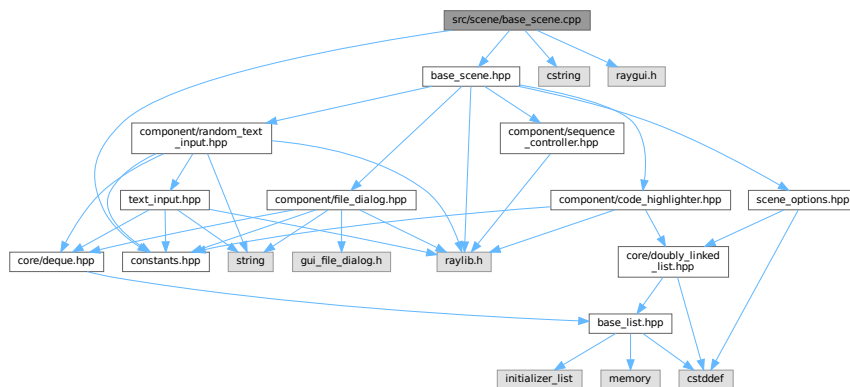 src/scene/base_scene.cpp
base_scene.hpp
cstring
raygui.h
component/random_text
_input.hpp
component/sequence
_controller.hpp
text_input.hpp
component/file_dialog.hpp
component/code_highlighter.hpp
scene_options.hpp
core/deque.hpp
constants.hpp
string
gui_file_dialog.h
raylib.h
core/doubly_linked
_list.hpp
base_list.hpp
initializer_list
memory
cstddef